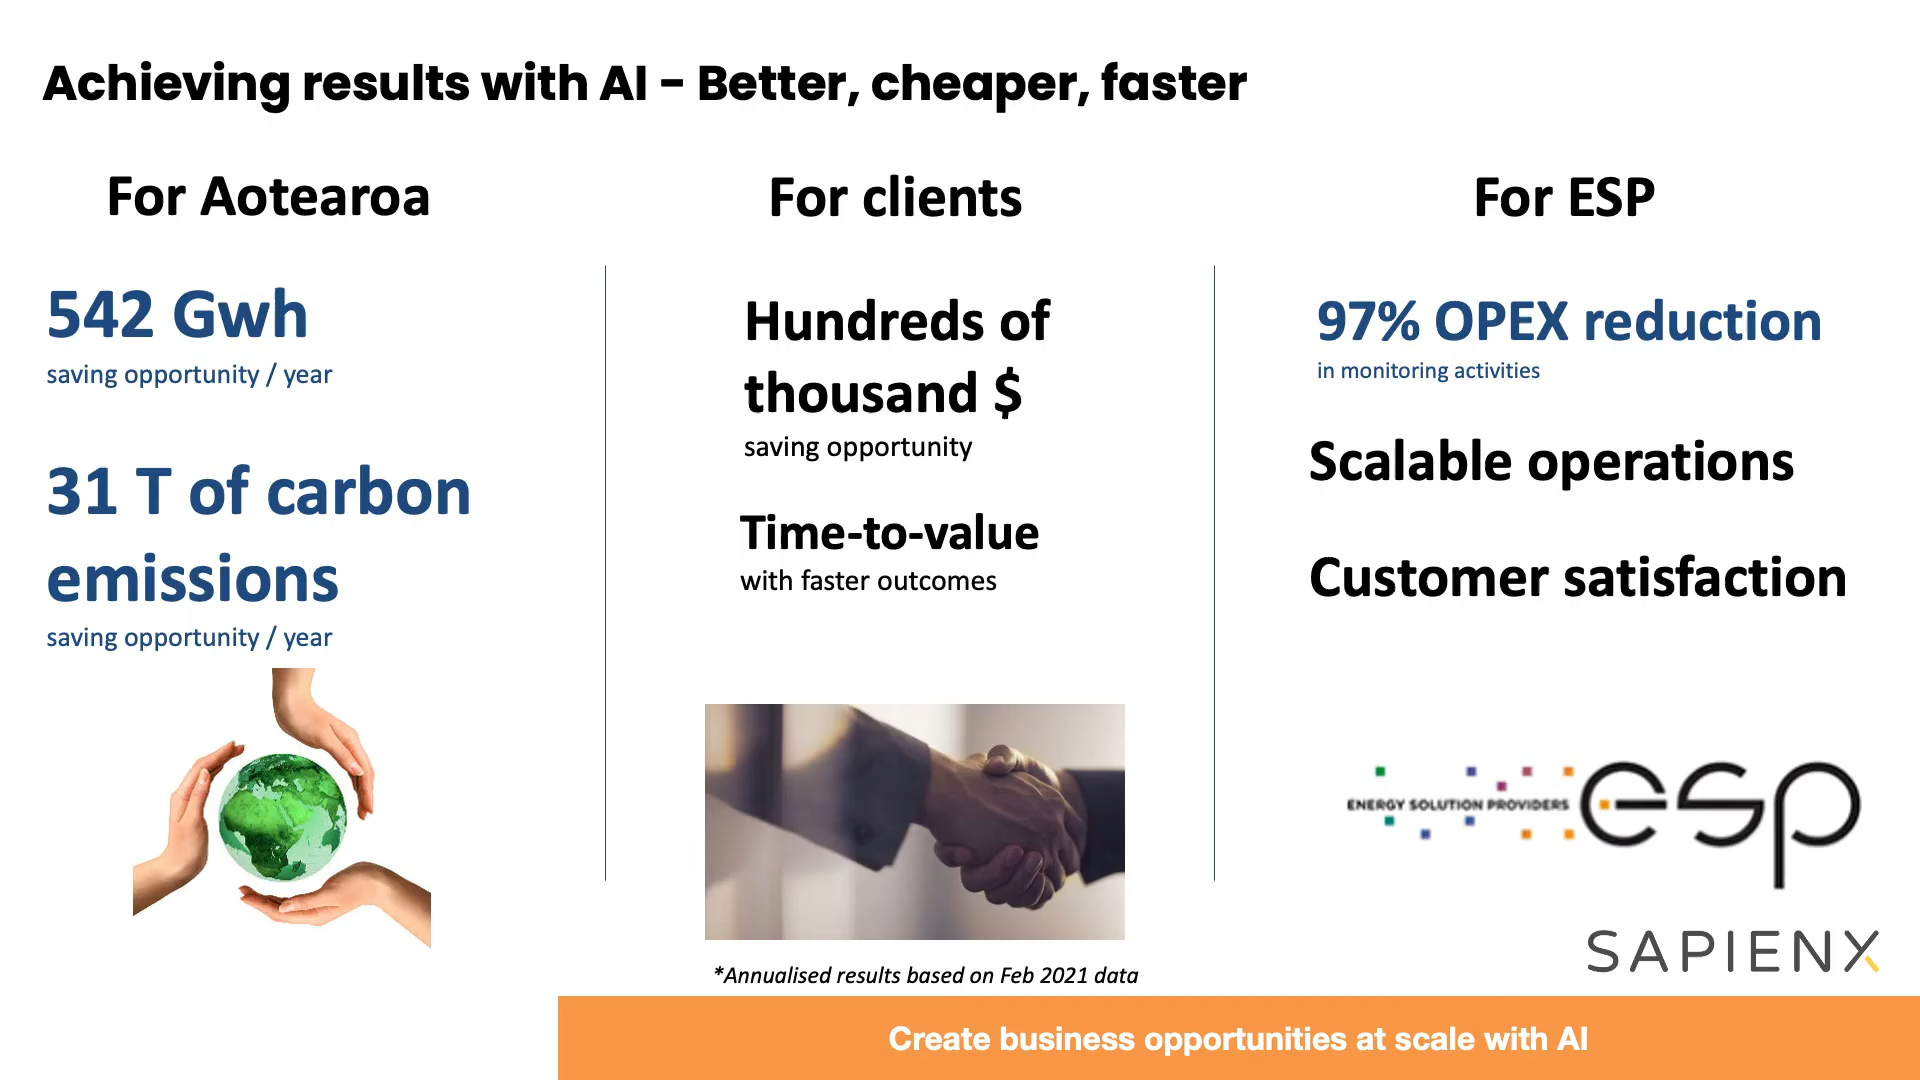 Achieving results with AI - Better, cheaper, faster
For Aotearoa
542 Gwh
saving opportunity / year
31 T of carbon
emissions
saving opportunity / year
For clients
Hundreds of
thousand $
saving opportunity
Time-to-value
with faster outcomes
*Annualised results based on Feb 2021 data
For ESP
97% OPEX reduction
in monitoring activities
Scalable operations
Customer satisfaction
ENERGY SOLUTION PROVIDERS
esp
SAPIENX
Create business opportunities at scale with AI